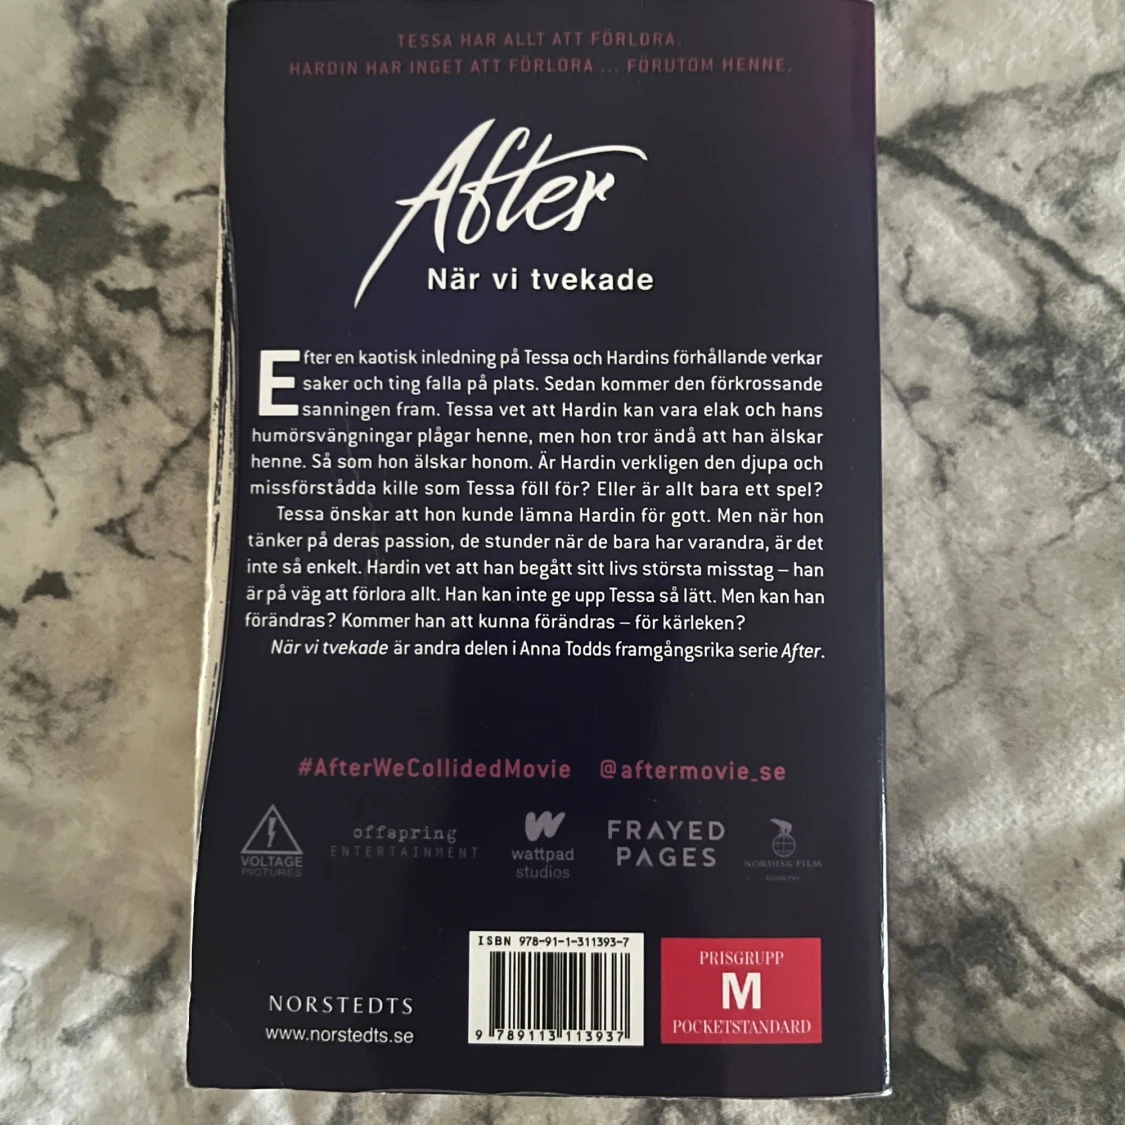 TESSA HAR ALLT ATT FÖRLORA.
HARDIN HAR INGET ATT FÖRLORA ... FÖRUTOM HENNE.
After
När vi tvekade
Efter en kaotisk inledning på Tessa och Hardins förhållande verkar
saker och ting falla på plats. Sedan kommer den förkrossande
sanningen fram. Tessa vet att Hardin kan vara elak och hans
humörsvängningar plågar henne, men hon tror ändå att han älskar
henne. Så som hon älskar honom. Är Hardin verkligen den djupa och
missförstådda kille som Tessa föll för? Eller är allt bara ett spel?
Tessa önskar att hon kunde lämna Hardin för gott. Men när hon
tänker på deras passion, de stunder när de bara har varandra, är det
inte så enkelt. Hardin vet att han begått sitt livs största misstag – han
är på väg att förlora allt. Han kan inte ge upp Tessa så lätt. Men kan han
förändras? Kommer han att kunna förändras – för kärleken?
När vi tvekade är andra delen i Anna Todds framgångsrika serie After.
#AfterWeCollidedMovie @aftermovie_se
VOLTAGE
PICTURES
offspring
ENTERTAINMENT
wattpad
studios
FRAYED
PAGES
NORDISK FILM
EGMONT
ISBN 978-91-1-311393-7
9 789113 113937
NORSTEDTS
www.norstedts.se
PRISGRUPP
M
POCKETSTANDARD